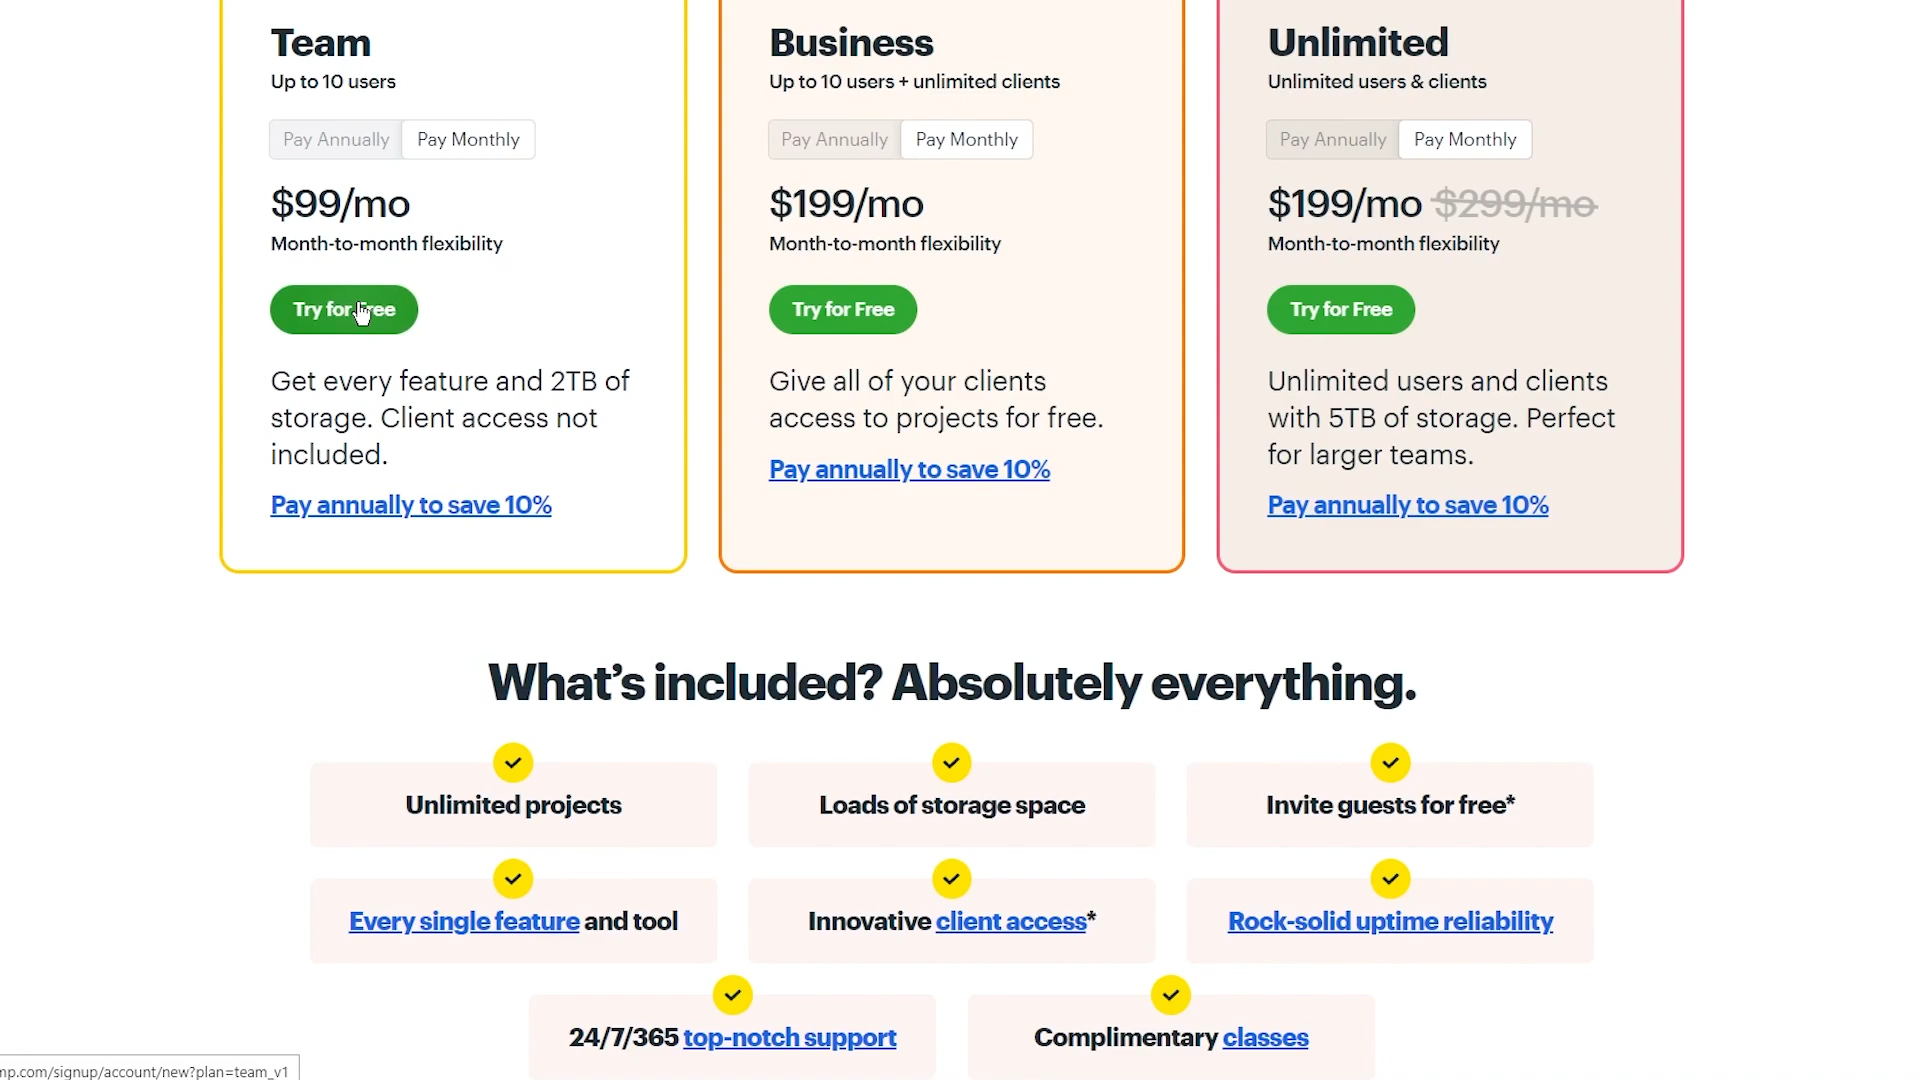 Team
Up to 10 users
Pay Annually Pay Monthly
$99/mo
Month-to-month flexibility
Try for Free
Get every feature and 2TB of
storage. Client access not
included.
Pay annually to save 10%
Business
Up to 10 users + unlimited clients
Pay Annually Pay Monthly
$199/mo
Month-to-month flexibility
Try for Free
Give all of your clients
access to projects for free.
Pay annually to save 10%
Unlimited
Unlimited users & clients
Pay Annually Pay Monthly
$199/mo $299/mo
Month-to-month flexibility
Try for Free
Unlimited users and clients
with 5TB of storage. Perfect
for larger teams.
Pay annually to save 10%
What’s included? Absolutely everything.
Unlimited projects
Loads of storage space
Invite guests for free*
Every single feature and tool
Innovative client access*
Rock-solid uptime reliability
24/7/365 top-notch support
Complimentary classes
mp.com/signup/account/new?plan=team_v1